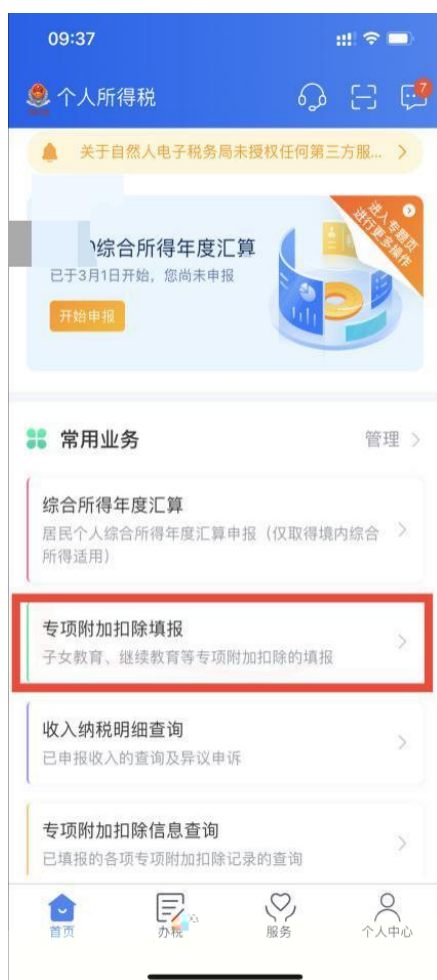 09:37
个人所得税
7
关于自然人电子税务局未授权任何第三方服...
综合所得年度汇算
进入专题页
进行更多操作
已于3月1日开始，您尚未申报
开始申报
常用业务
管理
综合所得年度汇算
居民个人综合所得年度汇算申报（仅取得境内综合
所得适用）
专项附加扣除填报
子女教育、继续教育等专项附加扣除的填报
收入纳税明细查询
已申报收入的查询及异议申诉
专项附加扣除信息查询
已填报的各项专项附加扣除记录的查询
首页
办税
服务
个人中心